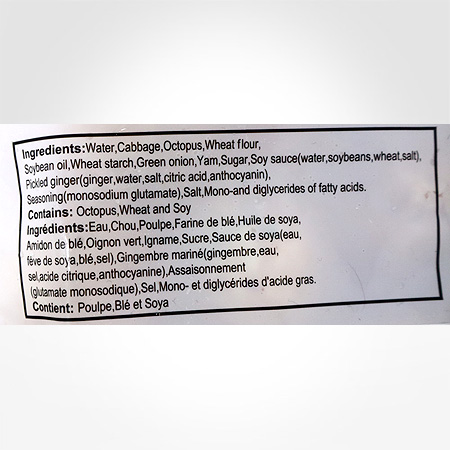 Ingredients:Water,Cabbage,Octopus,Wheat flour,
Soybean oil,Wheat starch,Green onion,Yam,Sugar,Soy sauce(water,soybeans,wheat,salt),
Pickled ginger(ginger,water,salt,citric acid,anthocyanin),
Seasoning(monosodium glutamate),Salt,Mono-and diglycerides of fatty acids.
Contains: Octopus,Wheat and Soy
Ingrédients:Eau,Chou,Poulpe,Farine de blé,Huile de soya,
Amidon de blé,Oignon vert,Igname,Sucre,Sauce de soya(eau,
fève de soya,blé,sel),Gingembre mariné(gingembre,eau,
sel,acide citrique,anthocyanine),Assaisonnement
(glutamate monosodique),Sel,Mono- et diglycérides d'acide gras.
Contient: Poulpe,Blé et Soya